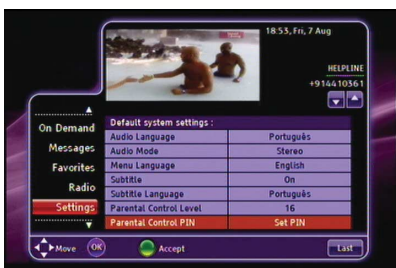 18:53, Fri, 7 Aug
HELPLINE
+914410361
On Demand
Messages
Favorites
Radio
Settings
Default system settings :
Audio Language Português
Audio Mode Stereo
Menu Language English
Subtitle On
Subtitle Language Português
Parental Control Level 16
Parental Control PIN Set PIN
Move OK Accept Last